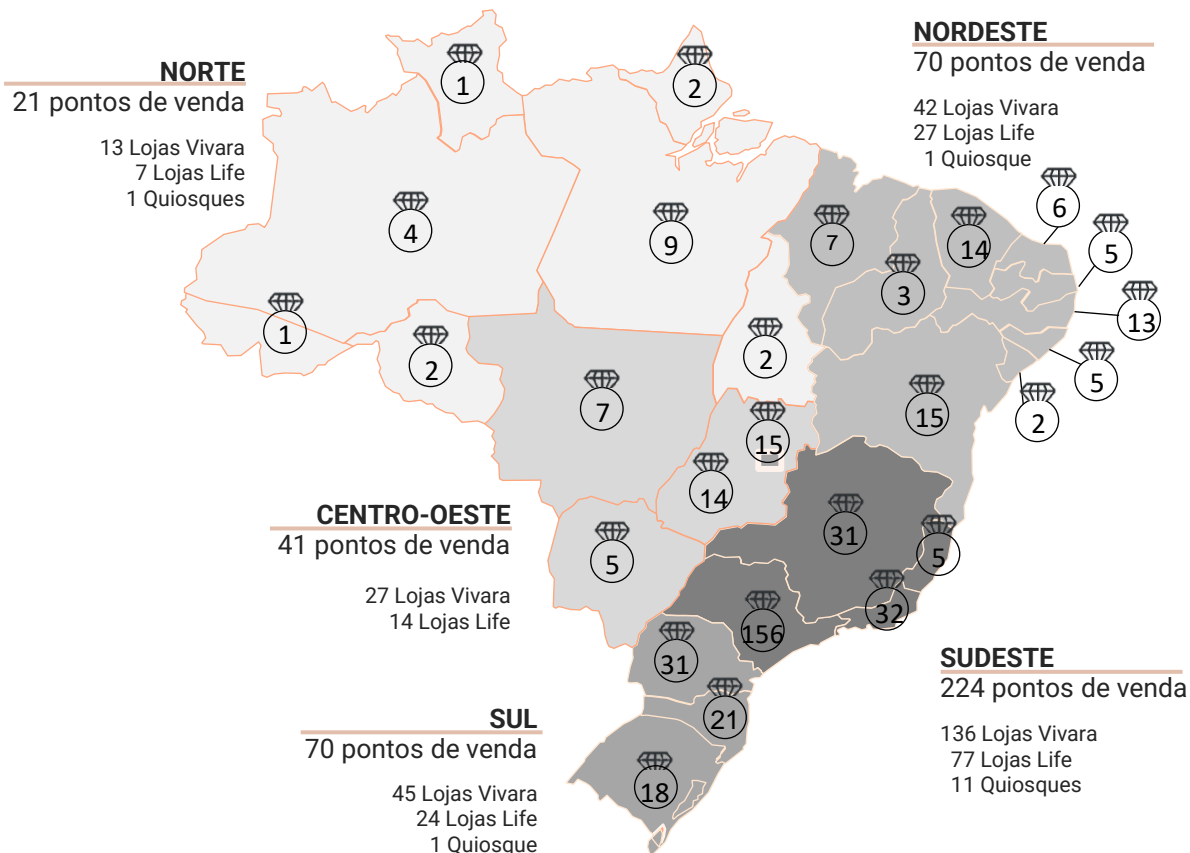 NORTE
21 pontos de venda
13 Lojas Vivara
7 Lojas Life
1 Quiosques
NORDESTE
70 pontos de venda
42 Lojas Vivara
27 Lojas Life
1 Quiosque
1
2
4
9
7
3
14
6
5
13
5
2
1
2
2
7
15
15
14
5
31
5
32
156
31
21
18
CENTRO-OESTE
41 pontos de venda
27 Lojas Vivara
14 Lojas Life
SUDESTE
224 pontos de venda
136 Lojas Vivara
77 Lojas Life
11 Quiosques
SUL
70 pontos de venda
45 Lojas Vivara
24 Lojas Life
1 Quiosque